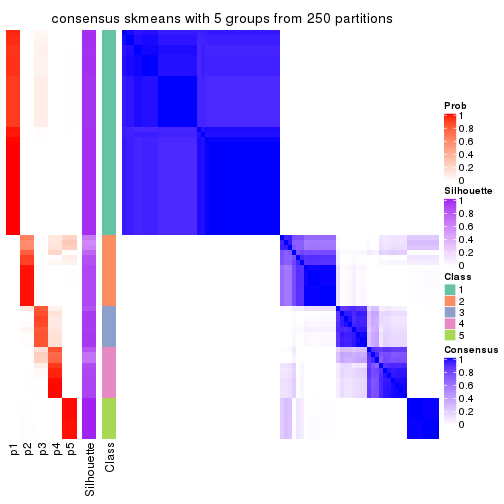 consensus skmeans with 5 groups from 250 partitions
Prob
1
0.8
0.6
0.4
0.2
0
Silhouette
1
0.8
0.6
0.4
0.2
0
Class
1
2
3
4
5
Consensus
1
0.8
0.6
0.4
0.2
0
p1
p2
p3
p4
p5
Silhouette
Class